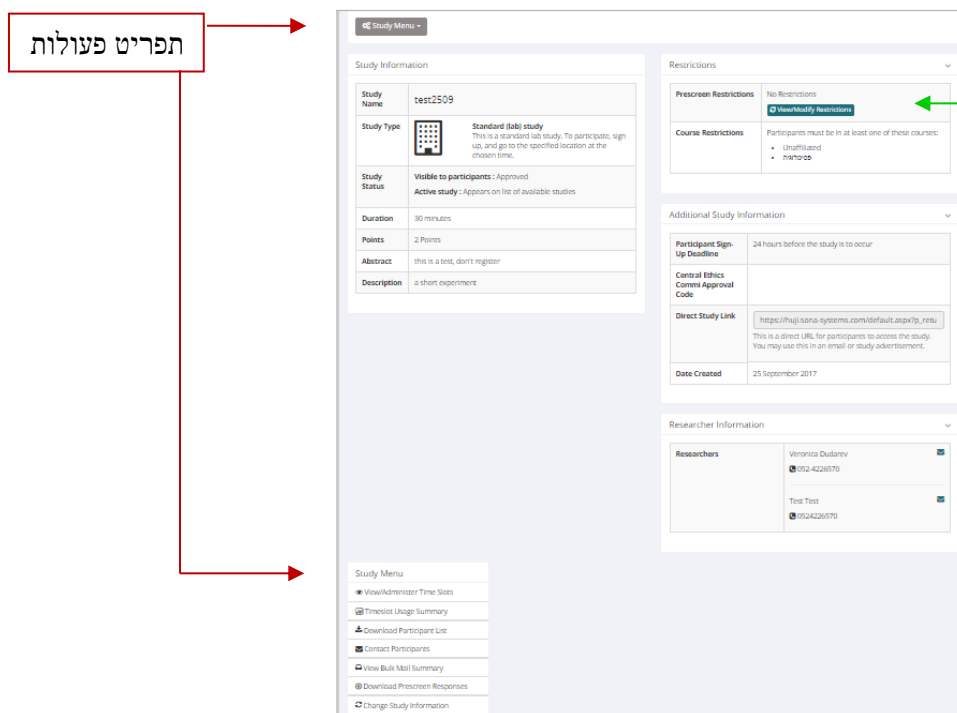 תפריט פעולות
Study Menu
Study Information
Study Name
test2509
Study Type
Standard (lab) study
This is a standard lab study. To participate, sign
up, and go to the specified location at the
chosen time.
Study Status
Visible to participants : Approved
Active study : Appears on list of available studies
Duration
30 minutes
Points
2 Points
Abstract
this is a test, don't register
Description
a short experiment
Restrictions
Prescreen Restrictions
No Restrictions
View/Modify Restrictions
Course Restrictions
Participants must be in at least one of these courses:
Unaffiliated
פסיכולוגיה
Additional Study Information
Participant Sign-
Up Deadline
24 hours before the study is to occur
Central Ethics
Commi Approval
Code
Direct Study Link
https://huji.sona-systems.com/default.aspx?p_retu
This is a direct URL for participants to access the study.
You may use this in an email or study advertisement.
Date Created
25 September 2017
Researcher Information
Researchers
Veronica Dudarev
052-4226570
Test Test
0524226570
Study Menu
View/Administer Time Slots
Timeslot Usage Summary
Download Participant List
Contact Participants
View Bulk Mail Summary
Download Prescreen Responses
Change Study Information